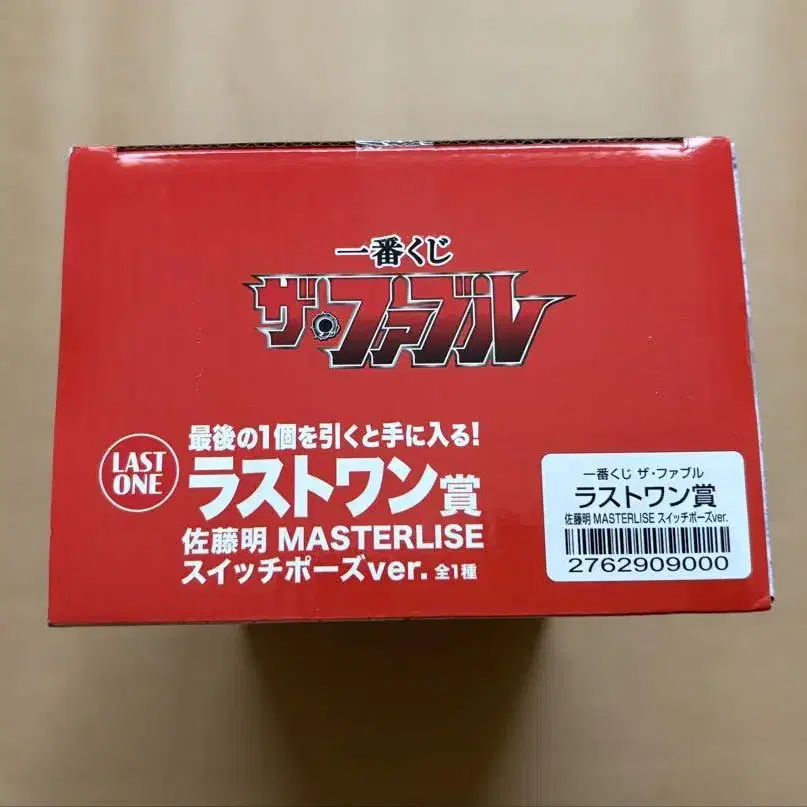 一番くじ
ザ・ファブル
LAST
ONE
最後の1個を引くと手に入る!
ラストワン賞
佐藤明 MASTERLISE
スイッチポーズver. 全1種
一番くじ ザ・ファブル
ラストワン賞
佐藤明 MASTERLISE スイッチポーズver.
2762909000